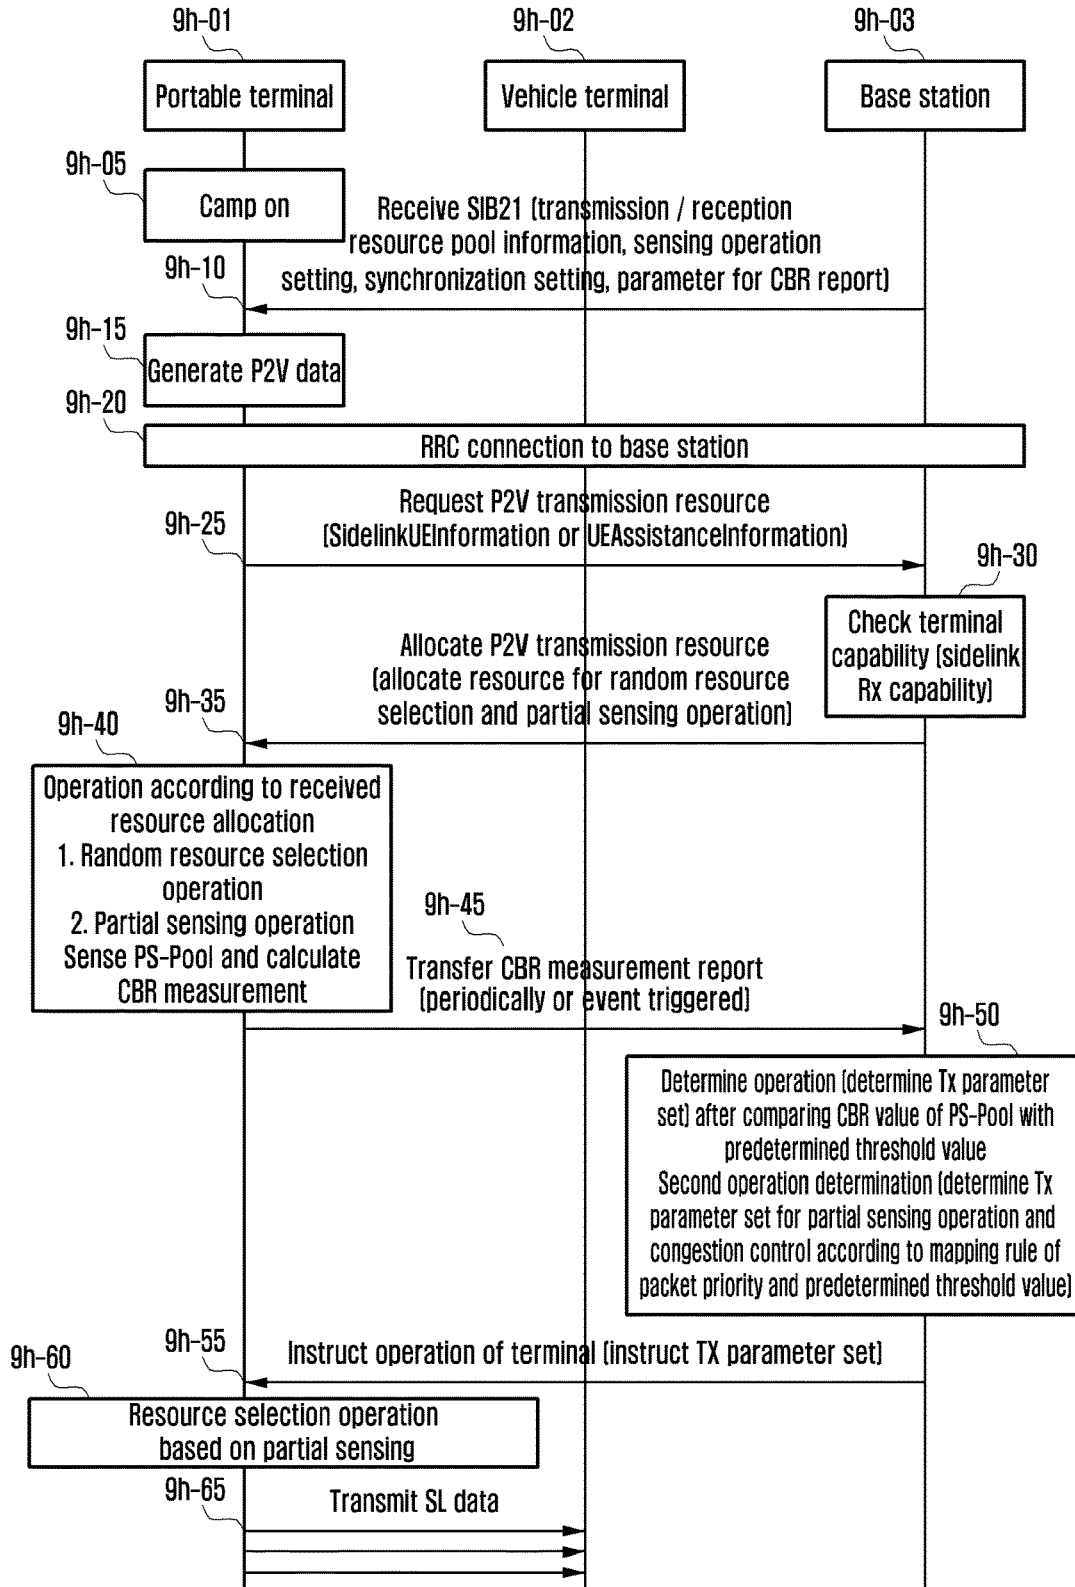 9h-01
9h-02
9h-03
Portable terminal
Vehicle terminal
Base station
9h-05
Camp on
Receive SIB21 (transmission / reception
resource pool information, sensing operation
setting, synchronization setting, parameter for CBR report)
9h-10
9h-15
Generate P2V data
9h-20
RRC connection to base station
Request P2V transmission resource
(SidelinkUEInformation or UEAssistanceInformation)
9h-25
9h-30
Check terminal
capability (sidelink
Rx capability)
Allocate P2V transmission resource
(allocate resource for random resource
selection and partial sensing operation)
9h-35
9h-40
Operation according to received
resource allocation
1. Random resource selection
operation
2. Partial sensing operation
Sense PS-Pool and calculate
CBR measurement
9h-45
Transfer CBR measurement report
(periodically or event triggered)
9h-50
Determine operation (determine Tx parameter
set) after comparing CBR value of PS-Pool with
predetermined threshold value
Second operation determination (determine Tx
parameter set for partial sensing operation and
congestion control according to mapping rule of
packet priority and predetermined threshold value)
9h-55
Instruct operation of terminal (instruct TX parameter set)
9h-60
Resource selection operation
based on partial sensing
9h-65
Transmit SL data